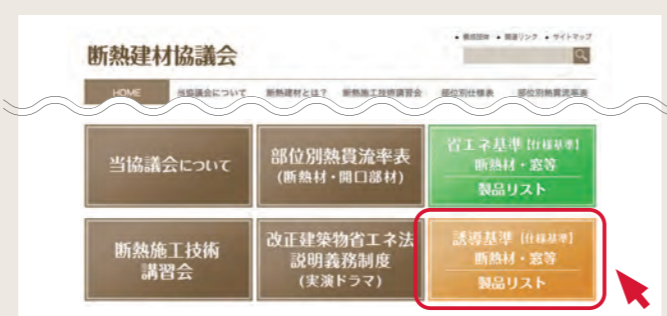 • 構成団体 • 関連リンク • サイトマップ
断熱建材協議会
HOME 当協議会について 断熱建材とは？ 断熱施工技術講習会 部位別仕様表 部位別熱貫流率表
当協議会について
部位別熱貫流率表
(断熱材・開口部材)
省エネ基準【仕様基準】
断熱材・窓等
製品リスト
断熱施工技術
講習会
改正建築物省エネ法
説明義務制度
(実演ドラマ)
誘導基準【仕様基準】
断熱材・窓等
製品リスト